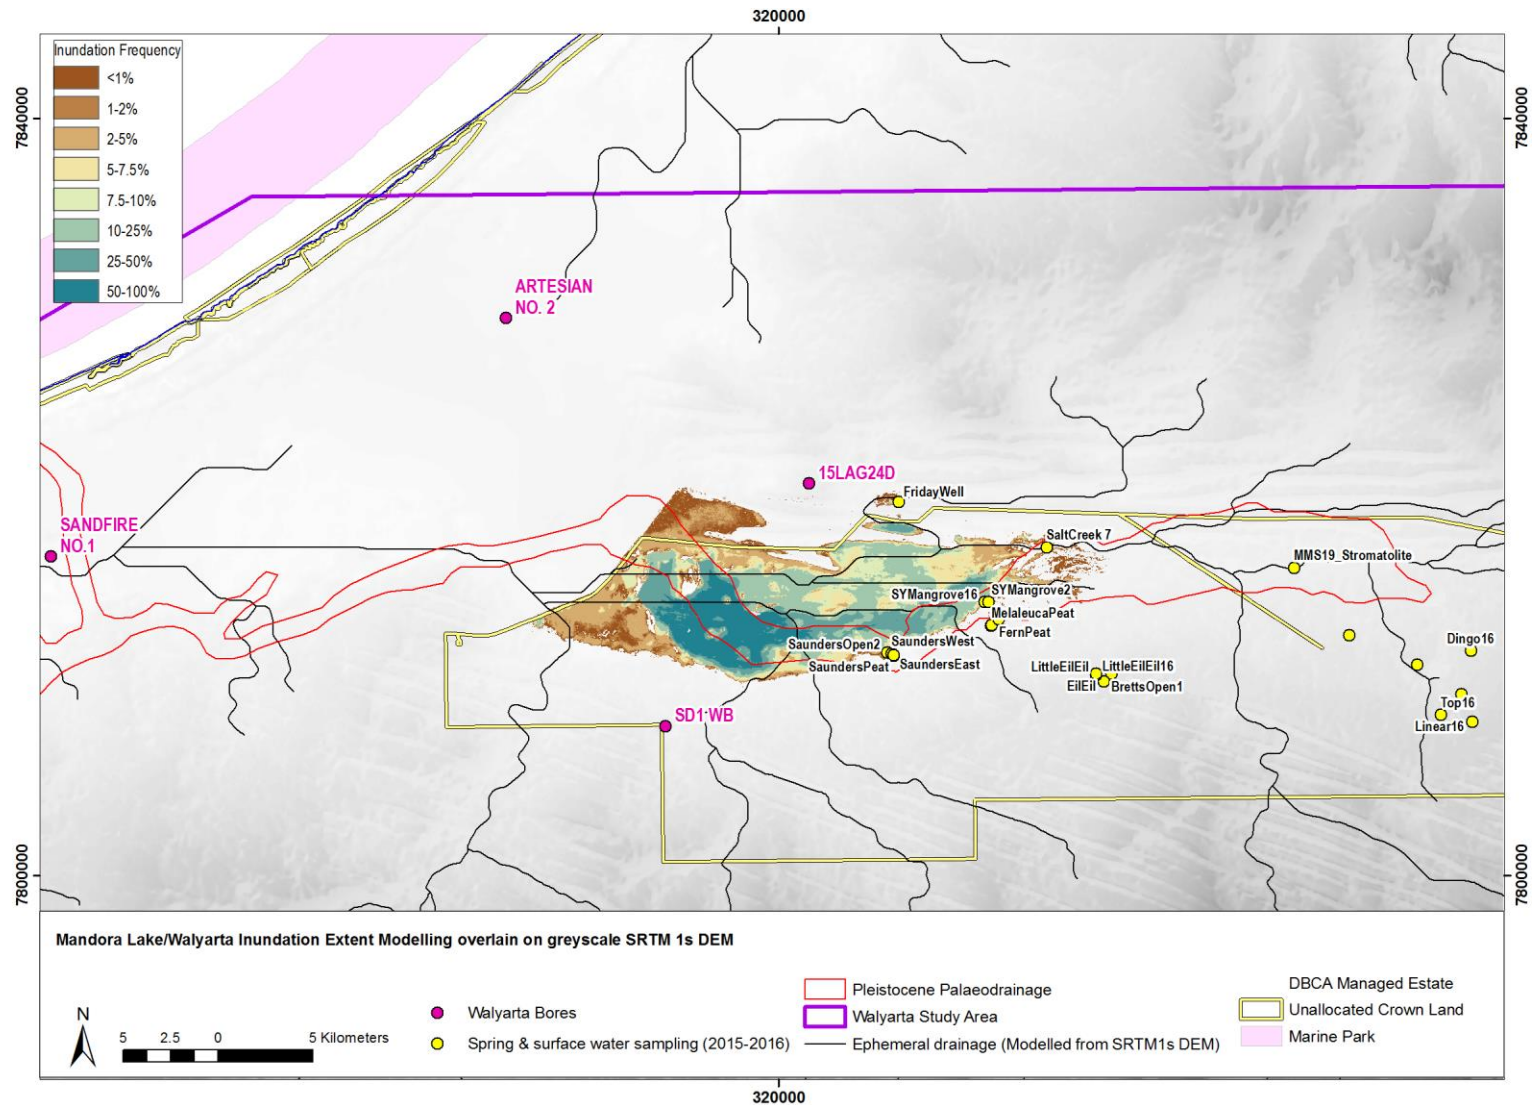 320000
7840000
7840000
Inundation Frequency
<1%
1-2%
2-5%
5-7.5%
7.5-10%
10-25%
25-50%
50-100%
ARTESIAN
NO. 2
15LAG24D
FridayWell
SANDFIRE
NO.1
SaltCreek 7
MMS19_Stromatolite
SYMangrove16
SYMangrove2
MelaleucaPeat
FernPeat
SaundersOpen2
SaundersWest
SaundersPeat
SaundersEast
Dingo16
LittleEilEil
LittleEilEil16
EilEil
BrettsOpen1
Top16
Linear16
SD1 WB
7800000
7800000
Mandora Lake/Walyarta Inundation Extent Modelling overlain on greyscale SRTM 1s DEM
N
5 2.5 0 5 Kilometers
Walyarta Bores
Spring & surface water sampling (2015-2016)
Pleistocene Palaeodrainage
Walyarta Study Area
Ephemeral drainage (Modelled from SRTM1s DEM)
DBCA Managed Estate
Unallocated Crown Land
Marine Park
320000